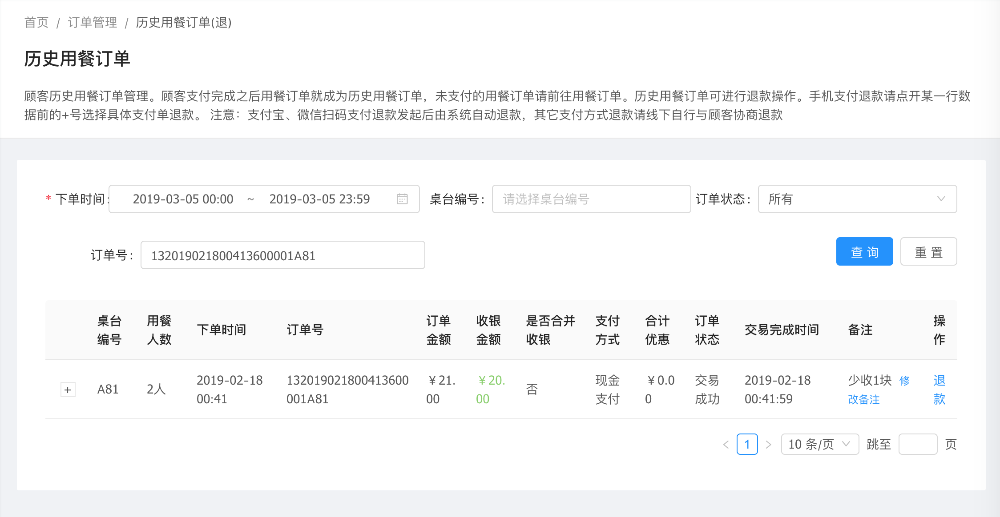 首页 / 订单管理 / 历史用餐订单(退)
历史用餐订单
顾客历史用餐订单管理。顾客支付完成之后用餐订单就成为历史用餐订单，未支付的用餐订单请前往用餐订单。历史用餐订单可进行退款操作。手机支付退款请点开某一行数
据前的+号选择具体支付单退款。 注意：支付宝、微信扫码支付退款发起后由系统自动退款，其它支付方式退款请线下自行与顾客协商退款
* 下单时间: 2019-03-05 00:00 ~ 2019-03-05 23:59 桌台编号: 请选择桌台编号 订单状态: 所有
订单号: 132019021800413600001A81 查 询 重 置
桌台 用餐 下单时间 订单号 订单 收银 是否合并 支付 合计 订单 交易完成时间 备注 操
编号 人数 金额 金额 收银 方式 优惠 状态 作
+ A81 2人 2019-02-18 132019021800413600 ￥21. ￥20. 否 现金 ￥0.0 交易 2019-02-18 少收1块 修 退
00:41 001A81 00 00 支付 0 成功 00:41:59 改备注 款
< 1 > 10 条/页 跳至 页